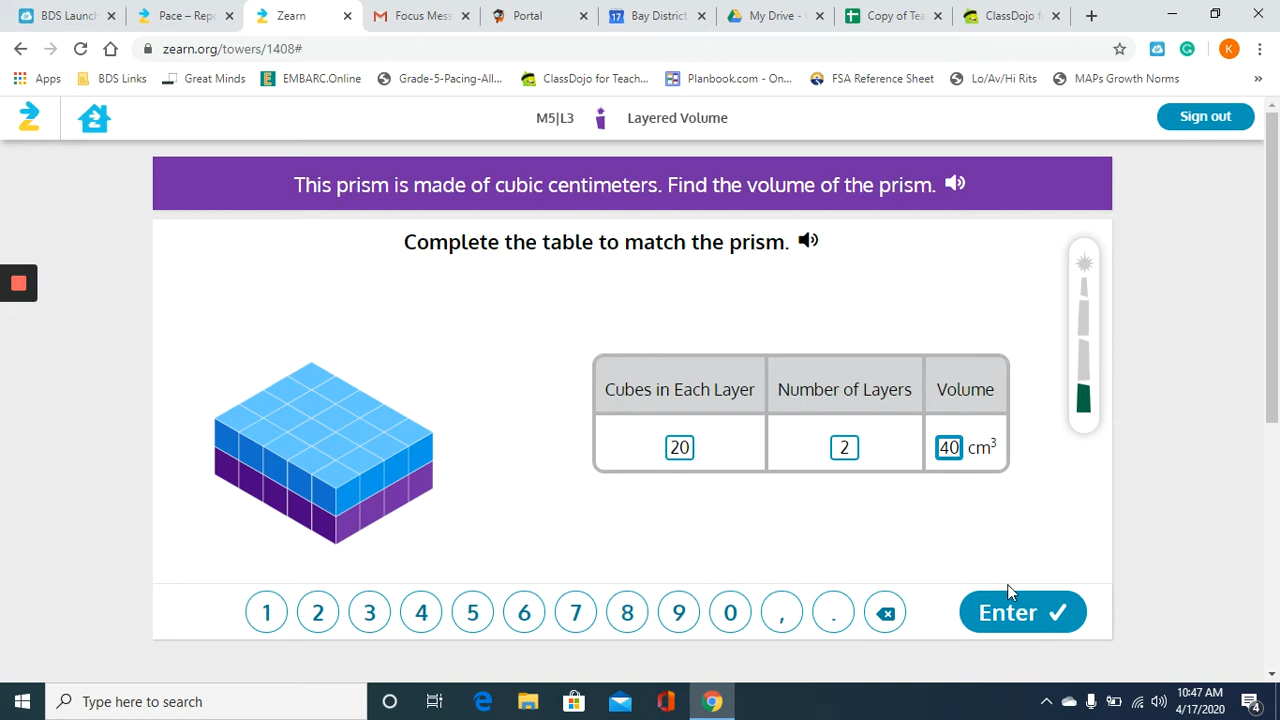 BDS Launch
Pace – Repo
Zearn
Focus Mess
Portal
Bay District
My Drive -
Copy of Tea
ClassDojo f
zearn.org/towers/1408#
K
Apps
BDS Links
Great Minds
EMBARC.Online
Grade-5-Pacing-All...
ClassDojo for Teach...
Planbook.com - On...
FSA Reference Sheet
Lo/Av/Hi Rits
MAPs Growth Norms
»
M5|L3
Layered Volume
Sign out
This prism is made of cubic centimeters. Find the volume of the prism.
Complete the table to match the prism.
Cubes in Each Layer
Number of Layers
Volume
20
2
40 cm³
1 2 3 4 5 6 7 8 9 0 , .
Enter ✓
Type here to search
10:47 AM
4/17/2020
4